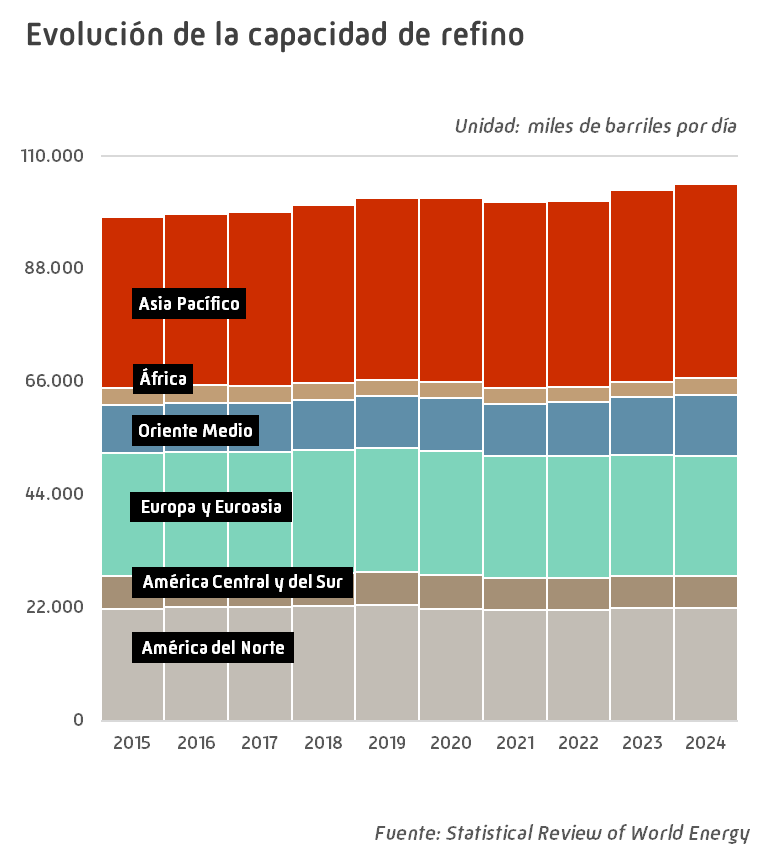 Evolución de la capacidad de refino
Unidad: miles de barriles por día
110.000
88.000
Asia Pacífico
66.000
África
Oriente Medio
44.000
Europa y Euroasia
América Central y del Sur
22.000
América del Norte
0
2015 2016 2017 2018 2019 2020 2021 2022 2023 2024
Fuente: Statistical Review of World Energy